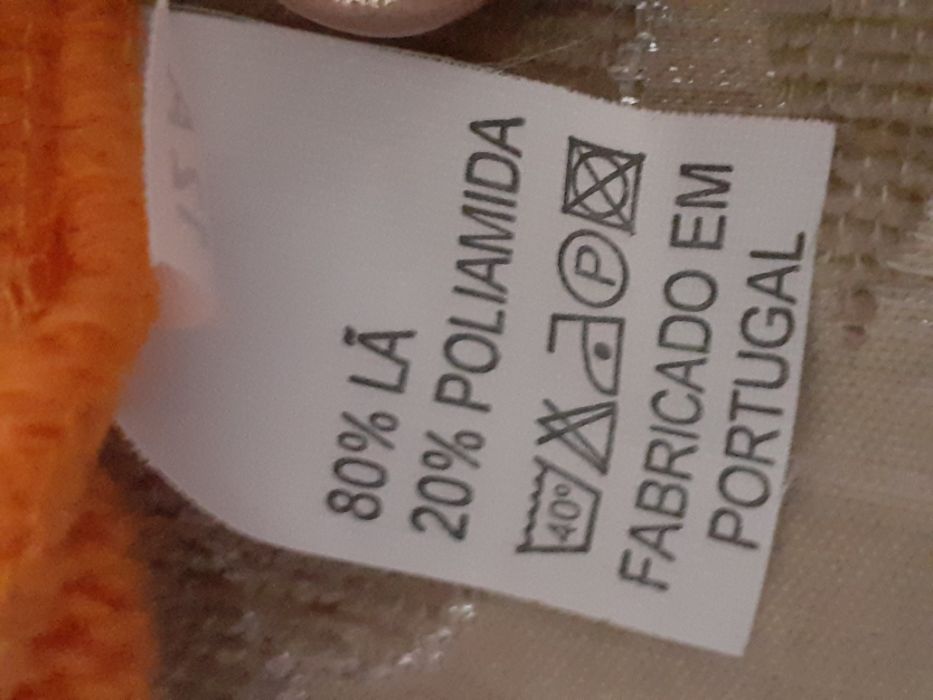 80% LÃ
20% POLIAMIDA
40° P
FABRICADO EM
PORTUGAL